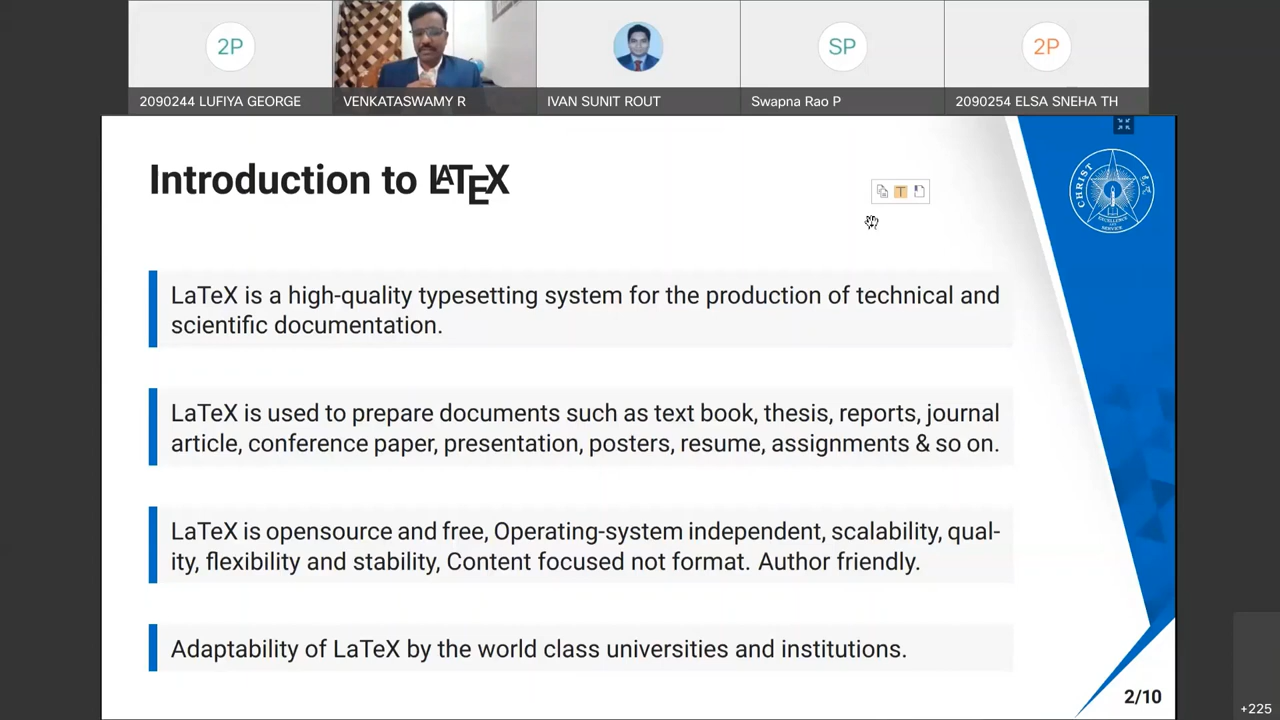 2P
SP
2P
2090244 LUFIYA GEORGE
VENKATASWAMY R
IVAN SUNIT ROUT
Swapna Rao P
2090254 ELSA SNEHA TH
Introduction to LATEX
T
CHRIST
EXCELLENCE
SERVICE
LaTeX is a high-quality typesetting system for the production of technical and
scientific documentation.
LaTeX is used to prepare documents such as text book, thesis, reports, journal
article, conference paper, presentation, posters, resume, assignments & so on.
LaTeX is opensource and free, Operating-system independent, scalability, qual-
ity, flexibility and stability, Content focused not format. Author friendly.
Adaptability of LaTeX by the world class universities and institutions.
2/10
+225